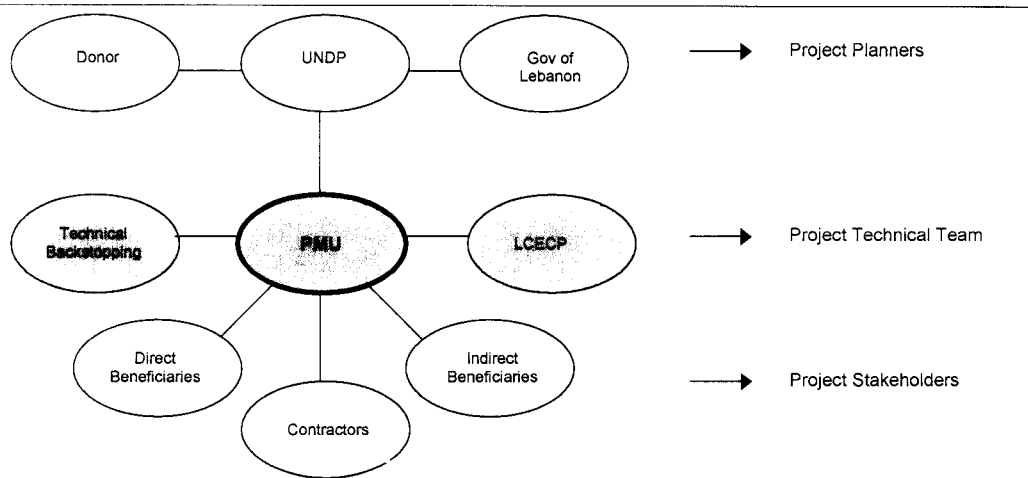 Donor
UNDP
Gov of
Lebanon
Project Planners
Technical
Backstopping
PMU
LCECP
Project Technical Team
Direct
Beneficiaries
Indirect
Beneficiaries
Project Stakeholders
Contractors